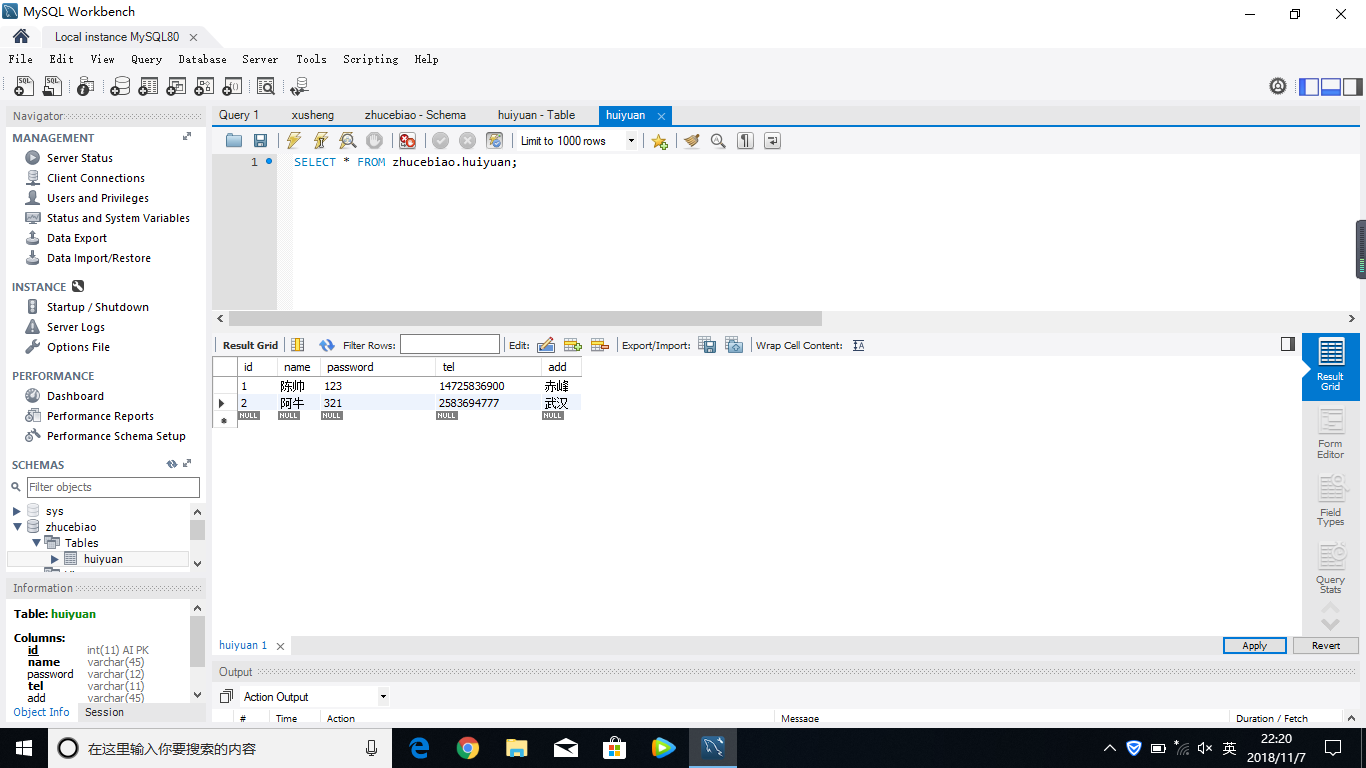 MySQL Workbench
Local instance MySQL80
File Edit View Query Database Server Tools Scripting Help
Navigator
MANAGEMENT
Server Status
Client Connections
Users and Privileges
Status and System Variables
Data Export
Data Import/Restore
INSTANCE
Startup / Shutdown
Server Logs
Options File
PERFORMANCE
Dashboard
Performance Reports
Performance Schema Setup
SCHEMAS
Filter objects
sys
zhucebiao
Tables
huiyuan
Information
Table: huiyuan
Columns:
id int(11) AI PK
name varchar(45)
password varchar(12)
tel varchar(11)
add varchar(45)
Object Info Session
Query 1 xusheng zhucebiao - Schema huiyuan - Table huiyuan
Limit to 1000 rows
1 SELECT * FROM zhucebiao.huiyuan;
Result Grid Filter Rows: Edit: Export/Import: Wrap Cell Content:
id name password tel add
1 陈帅 123 14725836900 赤峰
2 阿牛 321 2583694777 武汉
NULL NULL NULL NULL NULL
Result
Grid
Form
Editor
Field
Types
Query
Stats
huiyuan 1
Apply Revert
Output
Action Output
# Time Action Message Duration / Fetch
在这里输入你要搜索的内容
英
22:20
2018/11/7